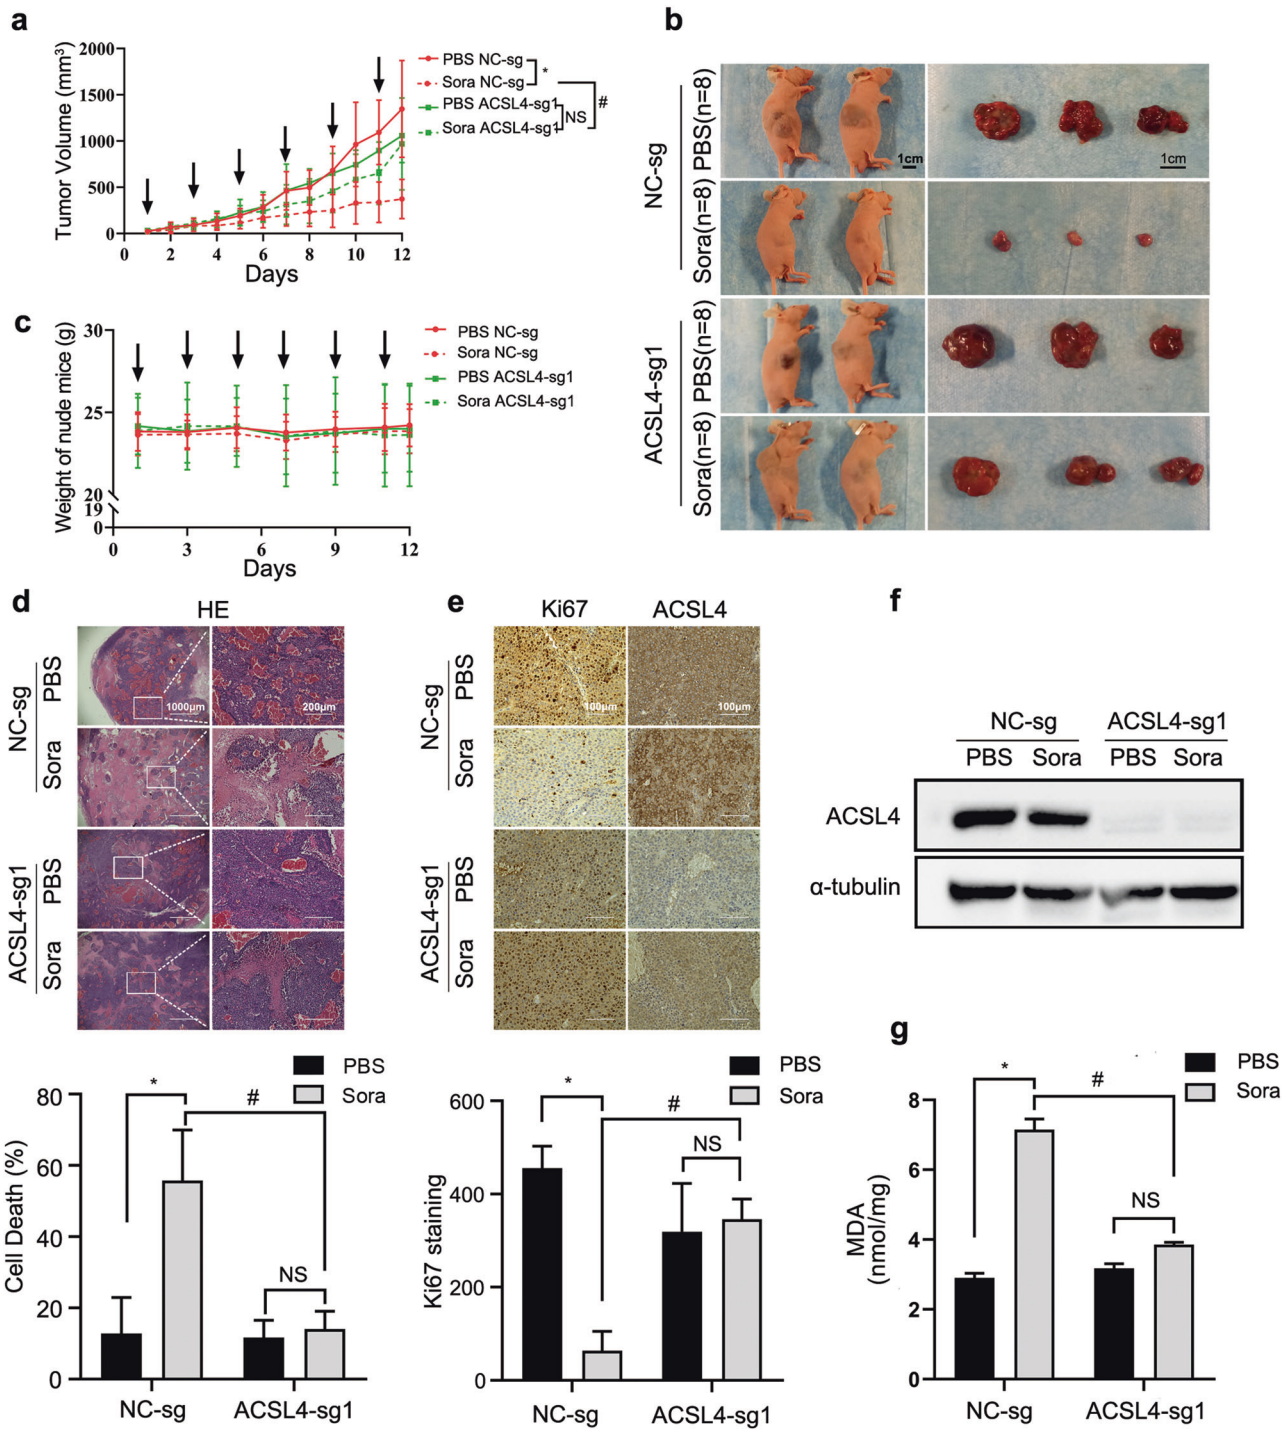 a
Tumor Volume (mm³)
2000
1500
1000
500
0
0 2 4 6 8 10 12
Days
PBS NC-sg
Sora NC-sg
PBS ACSL4-sg1
Sora ACSL4-sg1
*
NS
#
b
NC-sg
PBS(n=8)
Sora(n=8)
ACSL4-sg1
PBS(n=8)
Sora(n=8)
1cm
1cm
c
Weight of nude mice (g)
30
25
20
19
0
0 3 6 9 12
Days
PBS NC-sg
Sora NC-sg
PBS ACSL4-sg1
Sora ACSL4-sg1
d
HE
NC-sg
PBS
Sora
ACSL4-sg1
PBS
Sora
1000μm
200μm
PBS
Sora
Cell Death (%)
80
60
40
20
0
*
#
NS
NC-sg ACSL4-sg1
e
Ki67 ACSL4
NC-sg
PBS
Sora
ACSL4-sg1
PBS
Sora
100μm
100μm
PBS
Sora
Ki67 staining
600
400
200
0
*
#
NS
NC-sg ACSL4-sg1
f
NC-sg ACSL4-sg1
PBS Sora PBS Sora
ACSL4
α-tubulin
g
PBS
Sora
MDA
(nmol/mg)
8
6
4
2
0
*
#
NS
NC-sg ACSL4-sg1